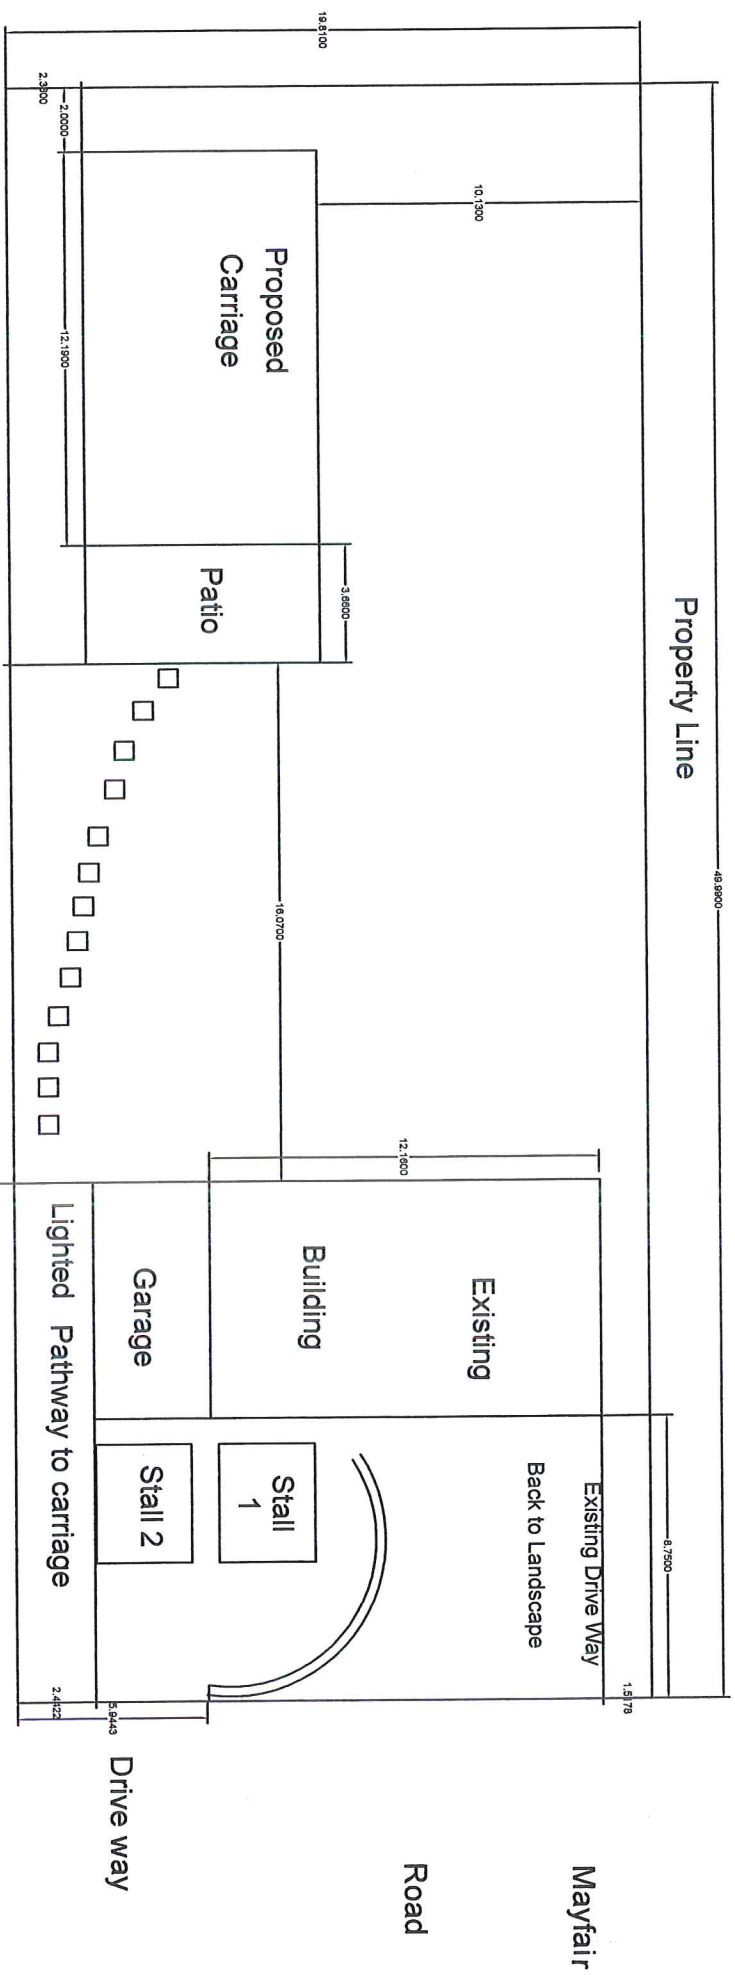 19.8100
2.3800
2.0000
49.9900
10.1300
Proposed
Carriage
12.1900
Patio
3.6600
Property Line
16.0700
12.1600
Existing
Building
Garage
Lighted Pathway to carriage
Stall
1
Stall 2
Existing Drive Way
Back to Landscape
8.7500
1.5178
2.4422
5.9443
Drive way
Mayfair
Road